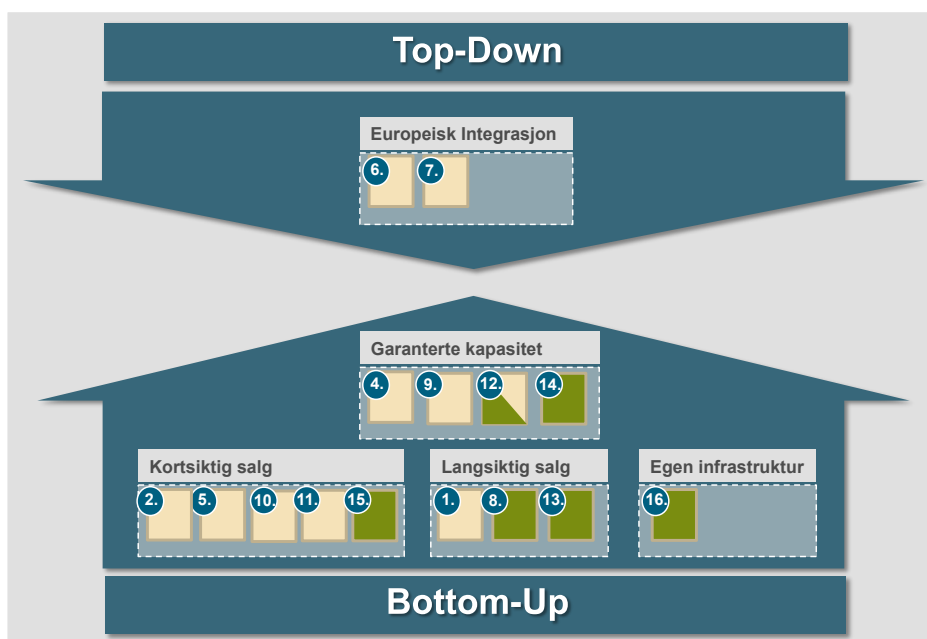 Top-Down
Europeisk Integrasjon
6. 7.
Garanterte kapasitet
4. 9. 12. 14.
Kortsiktig salg Langsiktig salg Egen infrastruktur
2. 5. 10. 11. 15. 1. 8. 13. 16.
Bottom-Up